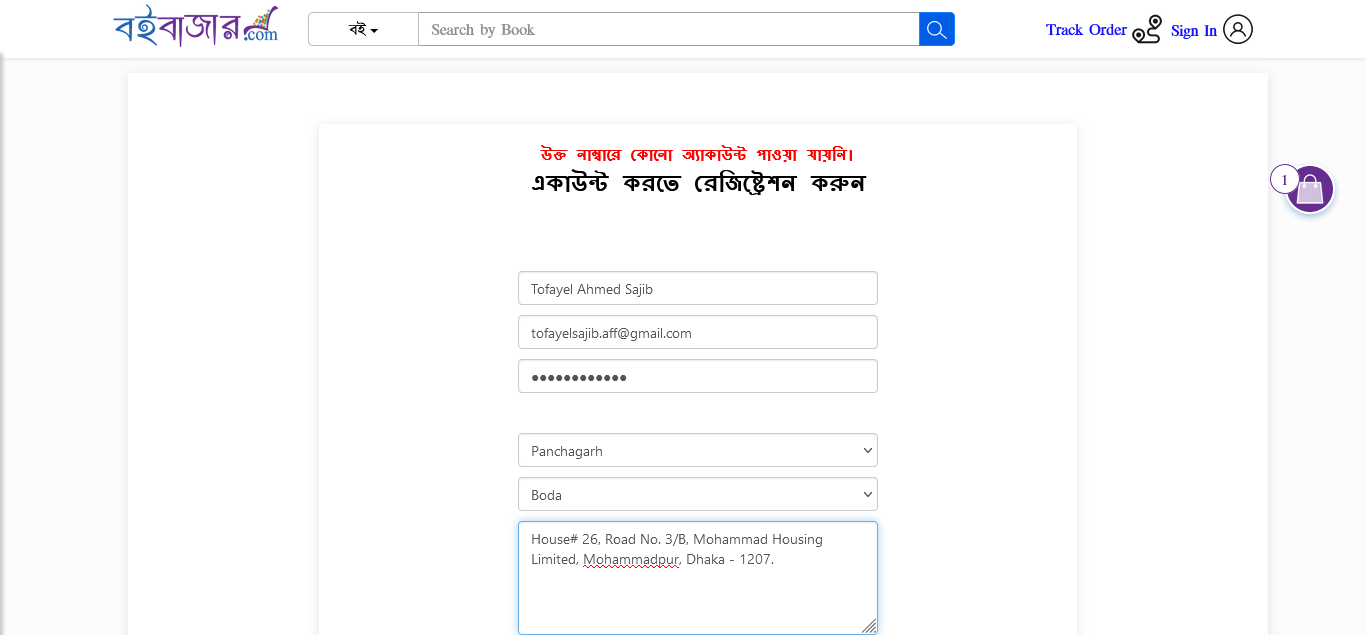 বইবাজার.com
বই
Search by Book
Track Order
Sign In
উক্ত নাম্বারে কোনো অ্যাকাউন্ট পাওয়া যায়নি।
একাউন্ট করতে রেজিষ্ট্রেশন করুন
1
Tofayel Ahmed Sajib
tofayelsajib.aff@gmail.com
●●●●●●●●●●●●
Panchagarh
Boda
House# 26, Road No. 3/B, Mohammad Housing
Limited, Mohammadpur, Dhaka - 1207.